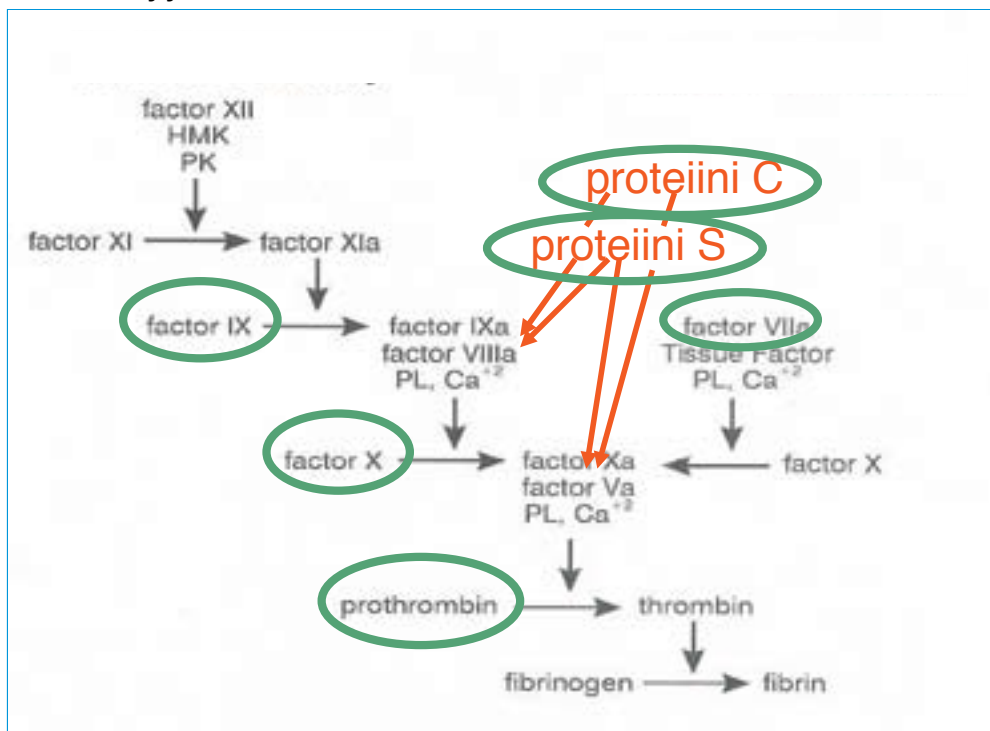 factor XII
HMK
PK
proteiini C
factor XI
factor XIa
proteiini S
factor IX
factor IXa
factor VIIIa
PL, Ca+2
factor VIIa
Tissue Factor
PL, Ca+2
factor X
factor Xa
factor Va
PL, Ca+2
factor X
prothrombin
thrombin
fibrinogen
fibrin